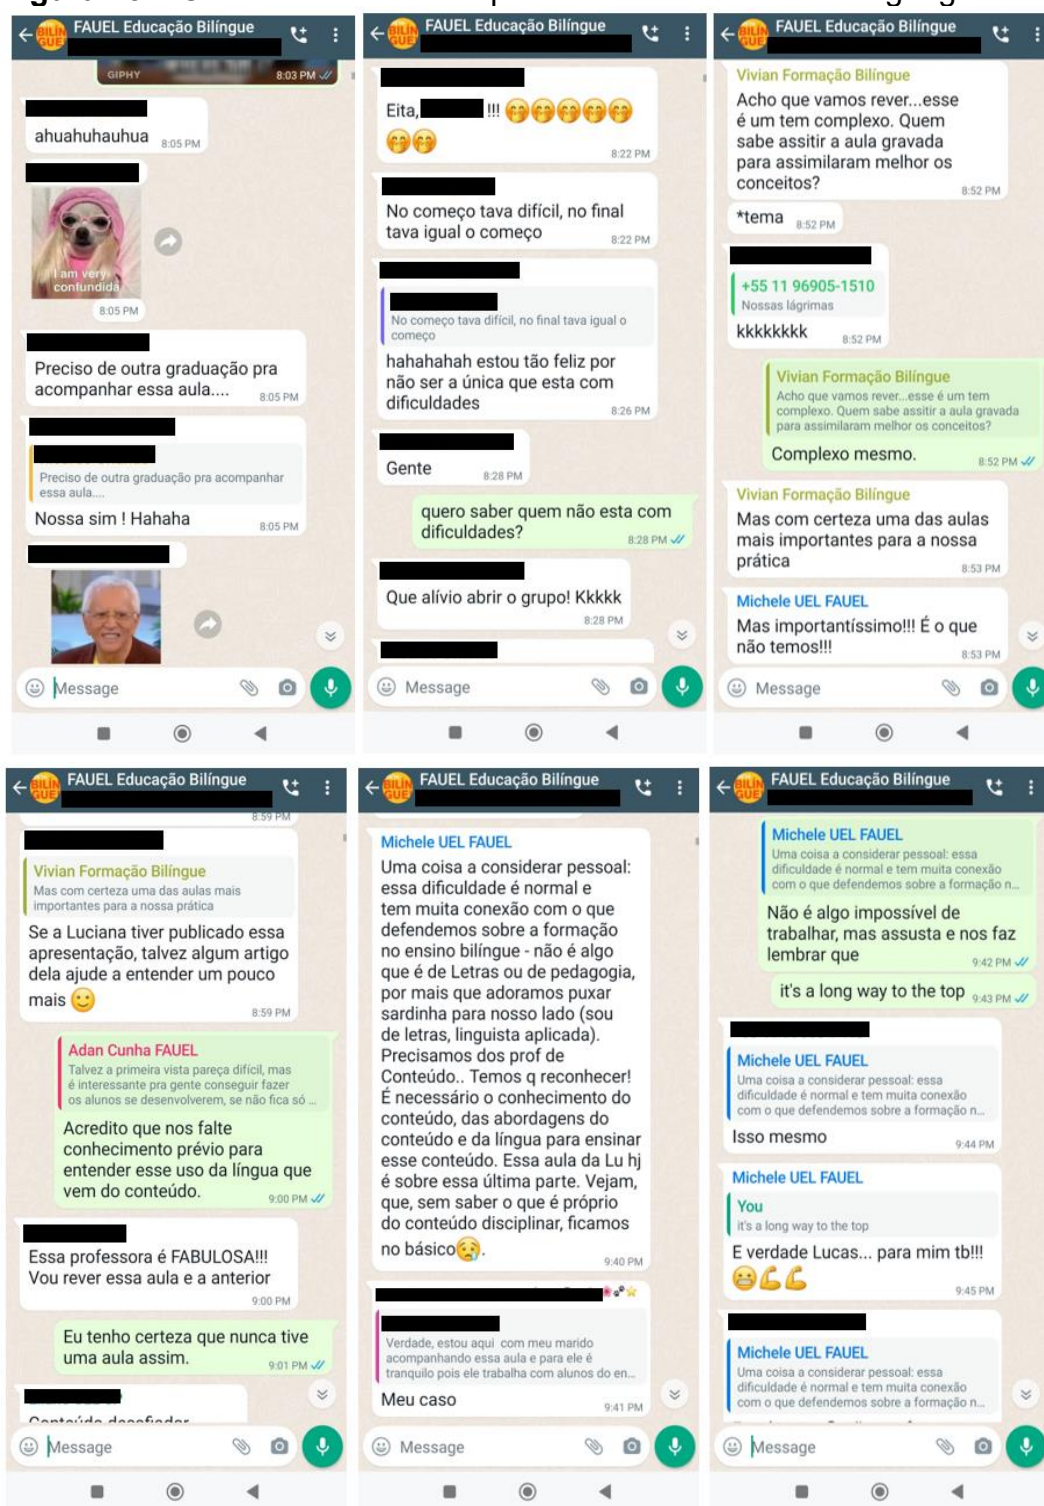 FAUEL Educação Bilíngue
GIPHY
8:03 PM
ahuahuhauhua
8:05 PM
I am very
confundida
8:05 PM
Preciso de outra graduação pra
acompanhar essa aula....
8:05 PM
Preciso de outra graduação pra acompanhar
essa aula....
Nossa sim ! Hahaha
8:05 PM
Message
FAUEL Educação Bilíngue
Eita, !!! 🤭🤭🤭🤭🤭
🤭🤭
8:22 PM
No começo tava difícil, no final
tava igual o começo
8:22 PM
No começo tava difícil, no final tava igual o
começo
hahahahah estou tão feliz por
não ser a única que esta com
dificuldades
8:26 PM
Gente
8:28 PM
quero saber quem não esta com
dificuldades?
8:28 PM
Que alívio abrir o grupo! Kkkkk
8:28 PM
Message
FAUEL Educação Bilíngue
Vivian Formação Bilíngue
Acho que vamos rever...esse
é um tem complexo. Quem
sabe assitir a aula gravada
para assimilaram melhor os
conceitos?
8:52 PM
*tema
8:52 PM
+55 11 96905-1510
Nossas lágrimas
kkkkkkkk
8:52 PM
Vivian Formação Bilíngue
Acho que vamos rever...esse é um tem
complexo. Quem sabe assitir a aula gravada
para assimilaram melhor os conceitos?
Complexo mesmo.
8:52 PM
Vivian Formação Bilíngue
Mas com certeza uma das aulas
mais importantes para a nossa
prática
8:53 PM
Michele UEL FAUEL
Mas importantíssimo!!! É o que
não temos!!!
8:53 PM
Message
FAUEL Educação Bilíngue
8:59 PM
Vivian Formação Bilíngue
Mas com certeza uma das aulas mais
importantes para a nossa prática
Se a Luciana tiver publicado essa
apresentação, talvez algum artigo
dela ajude a entender um pouco
mais 🙂
8:59 PM
Adan Cunha FAUEL
Talvez a primeira vista pareça difícil, mas
é interessante pra gente conseguir fazer
os alunos se desenvolverem, se não fica só ...
Acredito que nos falte
conhecimento prévio para
entender esse uso da língua que
vem do conteúdo.
9:00 PM
Essa professora é FABULOSA!!!
Vou rever essa aula e a anterior
9:00 PM
Eu tenho certeza que nunca tive
uma aula assim.
9:01 PM
Conteúdo desafiador
Message
FAUEL Educação Bilíngue
Michele UEL FAUEL
Uma coisa a considerar pessoal:
essa dificuldade é normal e
tem muita conexão com o que
defendemos sobre a formação
no ensino bilíngue - não é algo
que é de Letras ou de pedagogia,
por mais que adoramos puxar
sardinha para nosso lado (sou
de letras, linguista aplicada).
Precisamos dos prof de
Conteúdo.. Temos q reconhecer!
É necessário o conhecimento do
conteúdo, das abordagens do
conteúdo e da língua para ensinar
esse conteúdo. Essa aula da Lu hj
é sobre essa última parte. Vejam,
que, sem saber o que é próprio
do conteúdo disciplinar, ficamos
no básico😢.
9:40 PM
Verdade, estou aqui com meu marido
acompanhando essa aula e para ele é
tranquilo pois ele trabalha com alunos do en...
Meu caso
9:41 PM
Message
FAUEL Educação Bilíngue
Michele UEL FAUEL
Uma coisa a considerar pessoal: essa
dificuldade é normal e tem muita conexão
com o que defendemos sobre a formação n...
Não é algo impossível de
trabalhar, mas assusta e nos faz
lembrar que
9:42 PM
it's a long way to the top
9:43 PM
Michele UEL FAUEL
Uma coisa a considerar pessoal: essa
dificuldade é normal e tem muita conexão
com o que defendemos sobre a formação n...
Isso mesmo
9:44 PM
Michele UEL FAUEL
You
it's a long way to the top
E verdade Lucas... para mim tb!!!
😬💪💪
9:45 PM
Michele UEL FAUEL
Uma coisa a considerar pessoal: essa
dificuldade é normal e tem muita conexão
com o que defendemos sobre a formação n...
Message